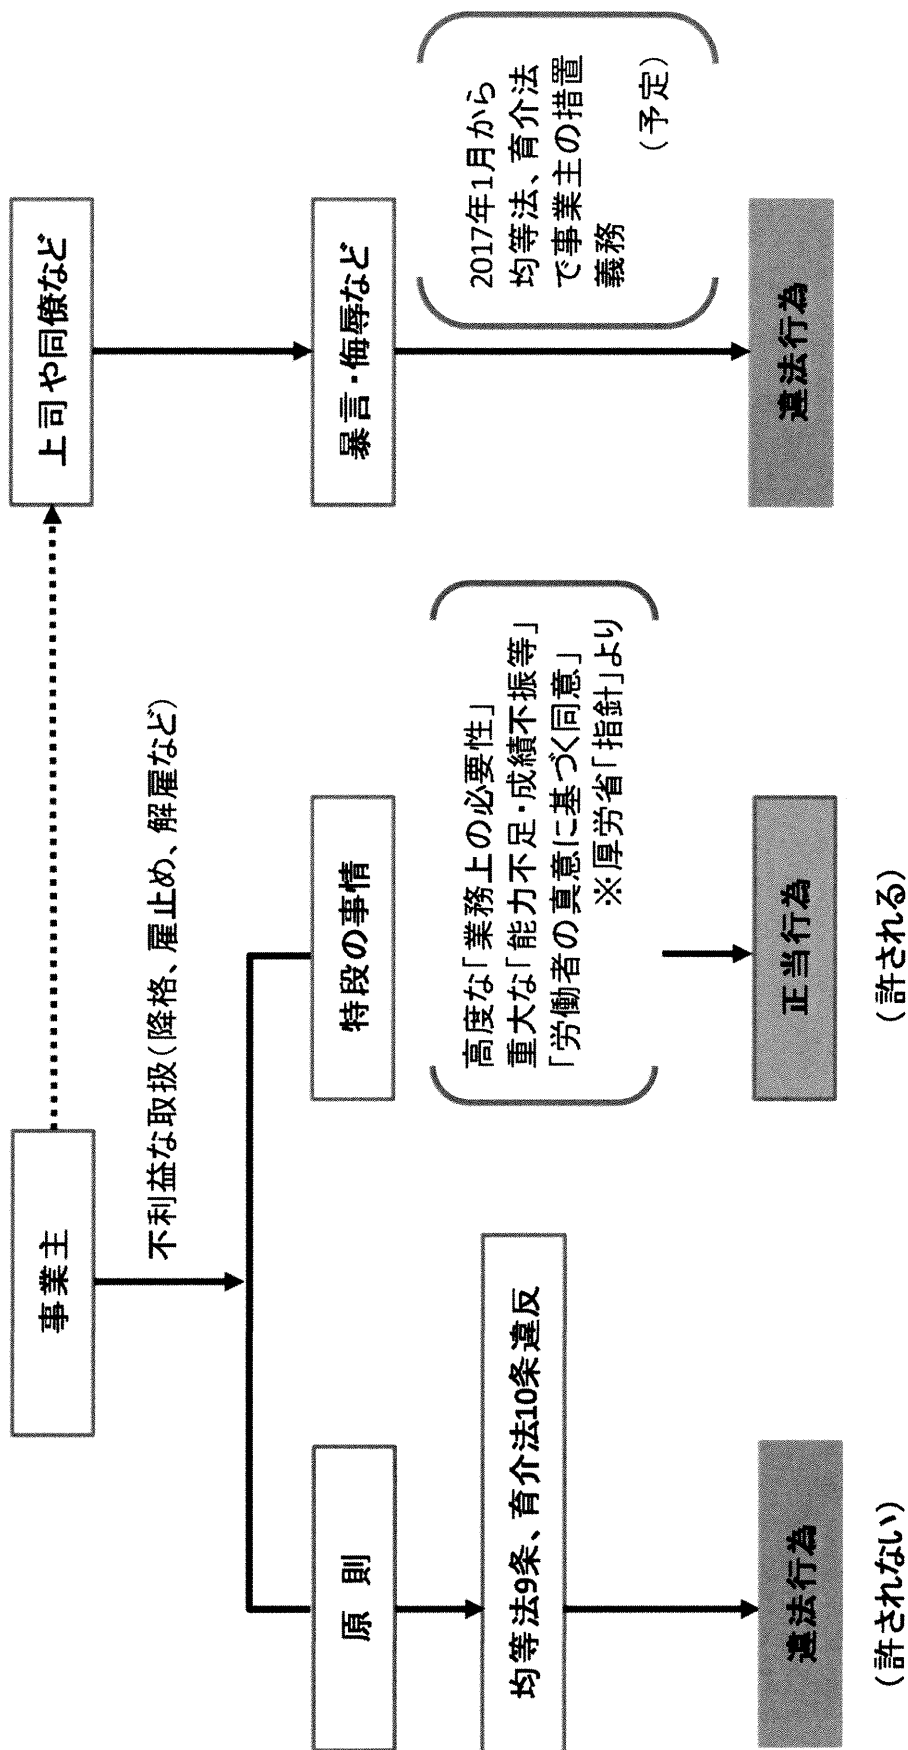 事業主
不利益な取扱(降格、雇止め、解雇など)
原　則
均等法9条、育介法10条違反
違法行為
(許されない)
特段の事情
高度な「業務上の必要性」
重大な「能力不足・成績不振等」
「労働者の真意に基づく同意」
※厚労省「指針」より
正当行為
(許される)
上司や同僚など
暴言・侮辱など
2017年1月から
均等法、育介法
で事業主の措置
義務
(予定)
違法行為